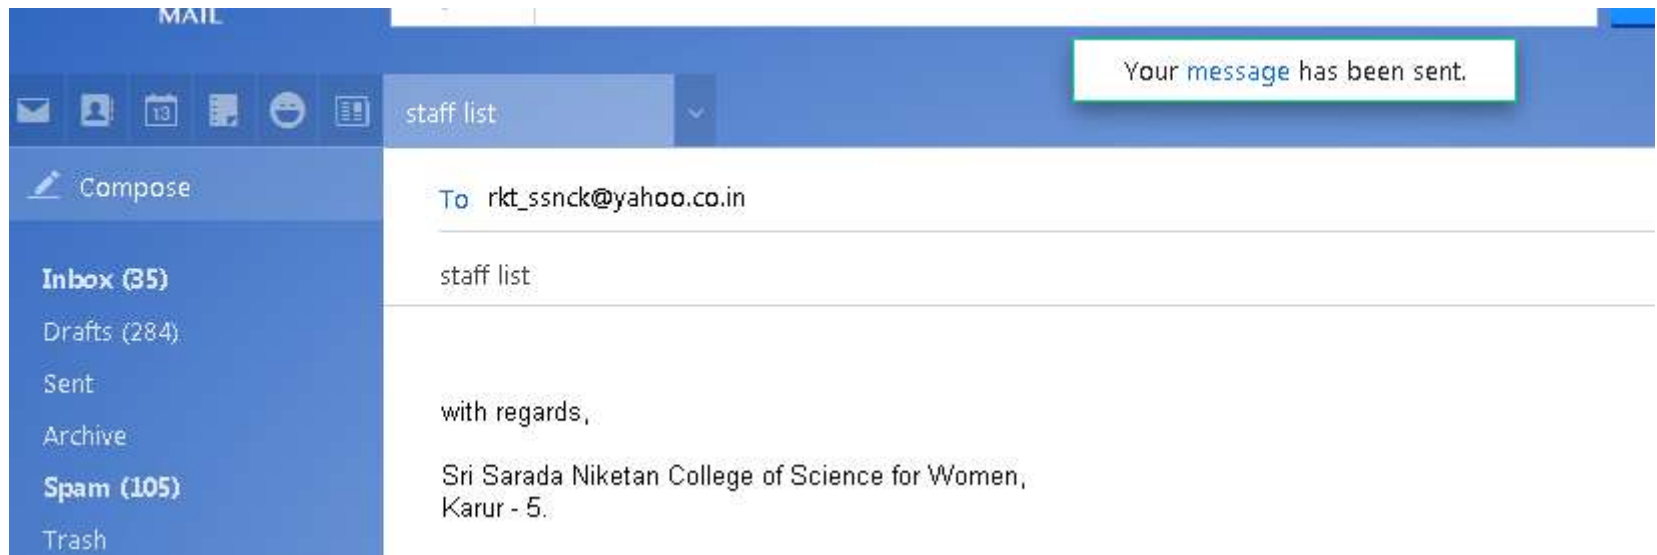 MAIL
Your message has been sent.
13
staff list
Compose
To rkt_ssnck@yahoo.co.in
staff list
Inbox (35)
Drafts (284)
Sent
Archive
Spam (105)
Trash
with regards,
Sri Sarada Niketan College of Science for Women,
Karur - 5.